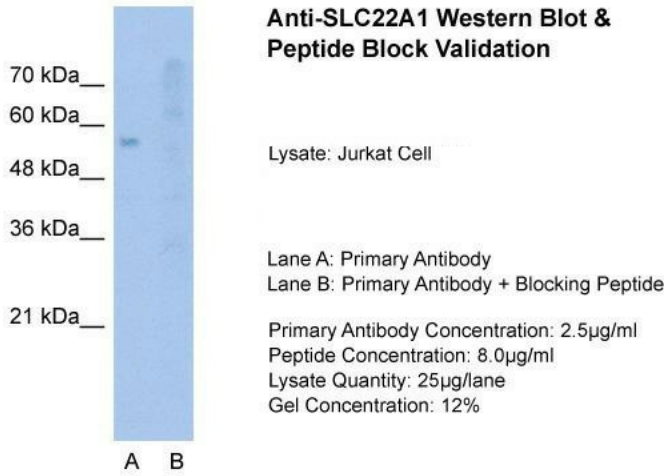 Anti-SLC22A1 Western Blot &
Peptide Block Validation
70 kDa
60 kDa
48 kDa
36 kDa
21 kDa
A B
Lysate: Jurkat Cell
Lane A: Primary Antibody
Lane B: Primary Antibody + Blocking Peptide
Primary Antibody Concentration: 2.5µg/ml
Peptide Concentration: 8.0µg/ml
Lysate Quantity: 25µg/lane
Gel Concentration: 12%